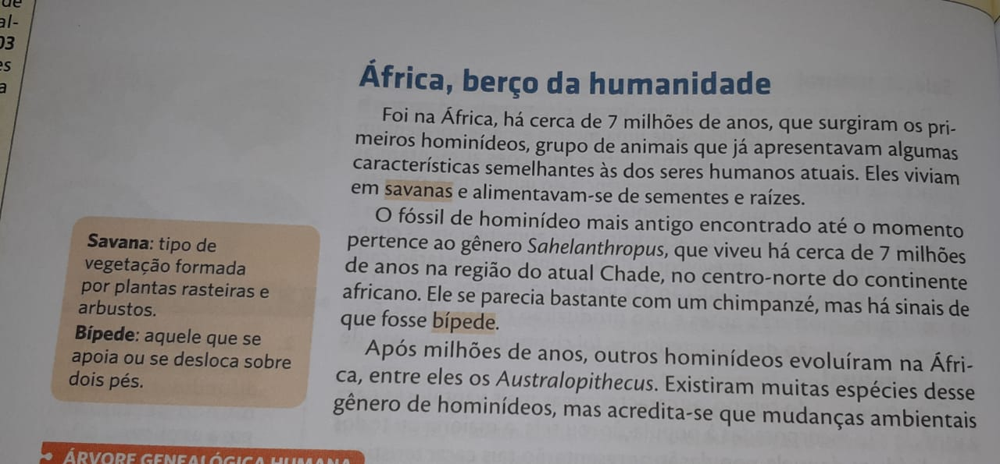 de
al-
03
es
a
África, berço da humanidade
Foi na África, há cerca de 7 milhões de anos, que surgiram os pri-
meiros hominídeos, grupo de animais que já apresentavam algumas
características semelhantes às dos seres humanos atuais. Eles viviam
em savanas e alimentavam-se de sementes e raízes.
O fóssil de hominídeo mais antigo encontrado até o momento
pertence ao gênero Sahelanthropus, que viveu há cerca de 7 milhões
de anos na região do atual Chade, no centro-norte do continente
africano. Ele se parecia bastante com um chimpanzé, mas há sinais de
que fosse bípede.
Após milhões de anos, outros hominídeos evoluíram na Áfri-
ca, entre eles os Australopithecus. Existiram muitas espécies desse
gênero de hominídeos, mas acredita-se que mudanças ambientais
Savana: tipo de
vegetação formada
por plantas rasteiras e
arbustos.
Bípede: aquele que se
apoia ou se desloca sobre
dois pés.
ÁRVORE GENEALÓGICA HUMANA